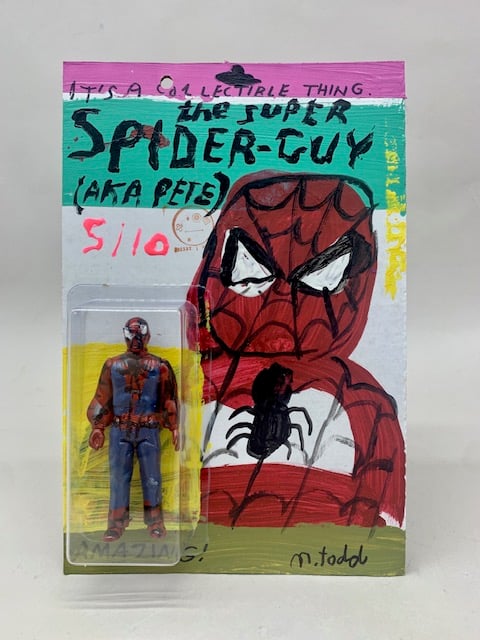 IT'S A COLLECTIBLE THING.
the SUPER
SPIDER-GUY
(AKA PETE)
5/10
AMAZING!
m.todd